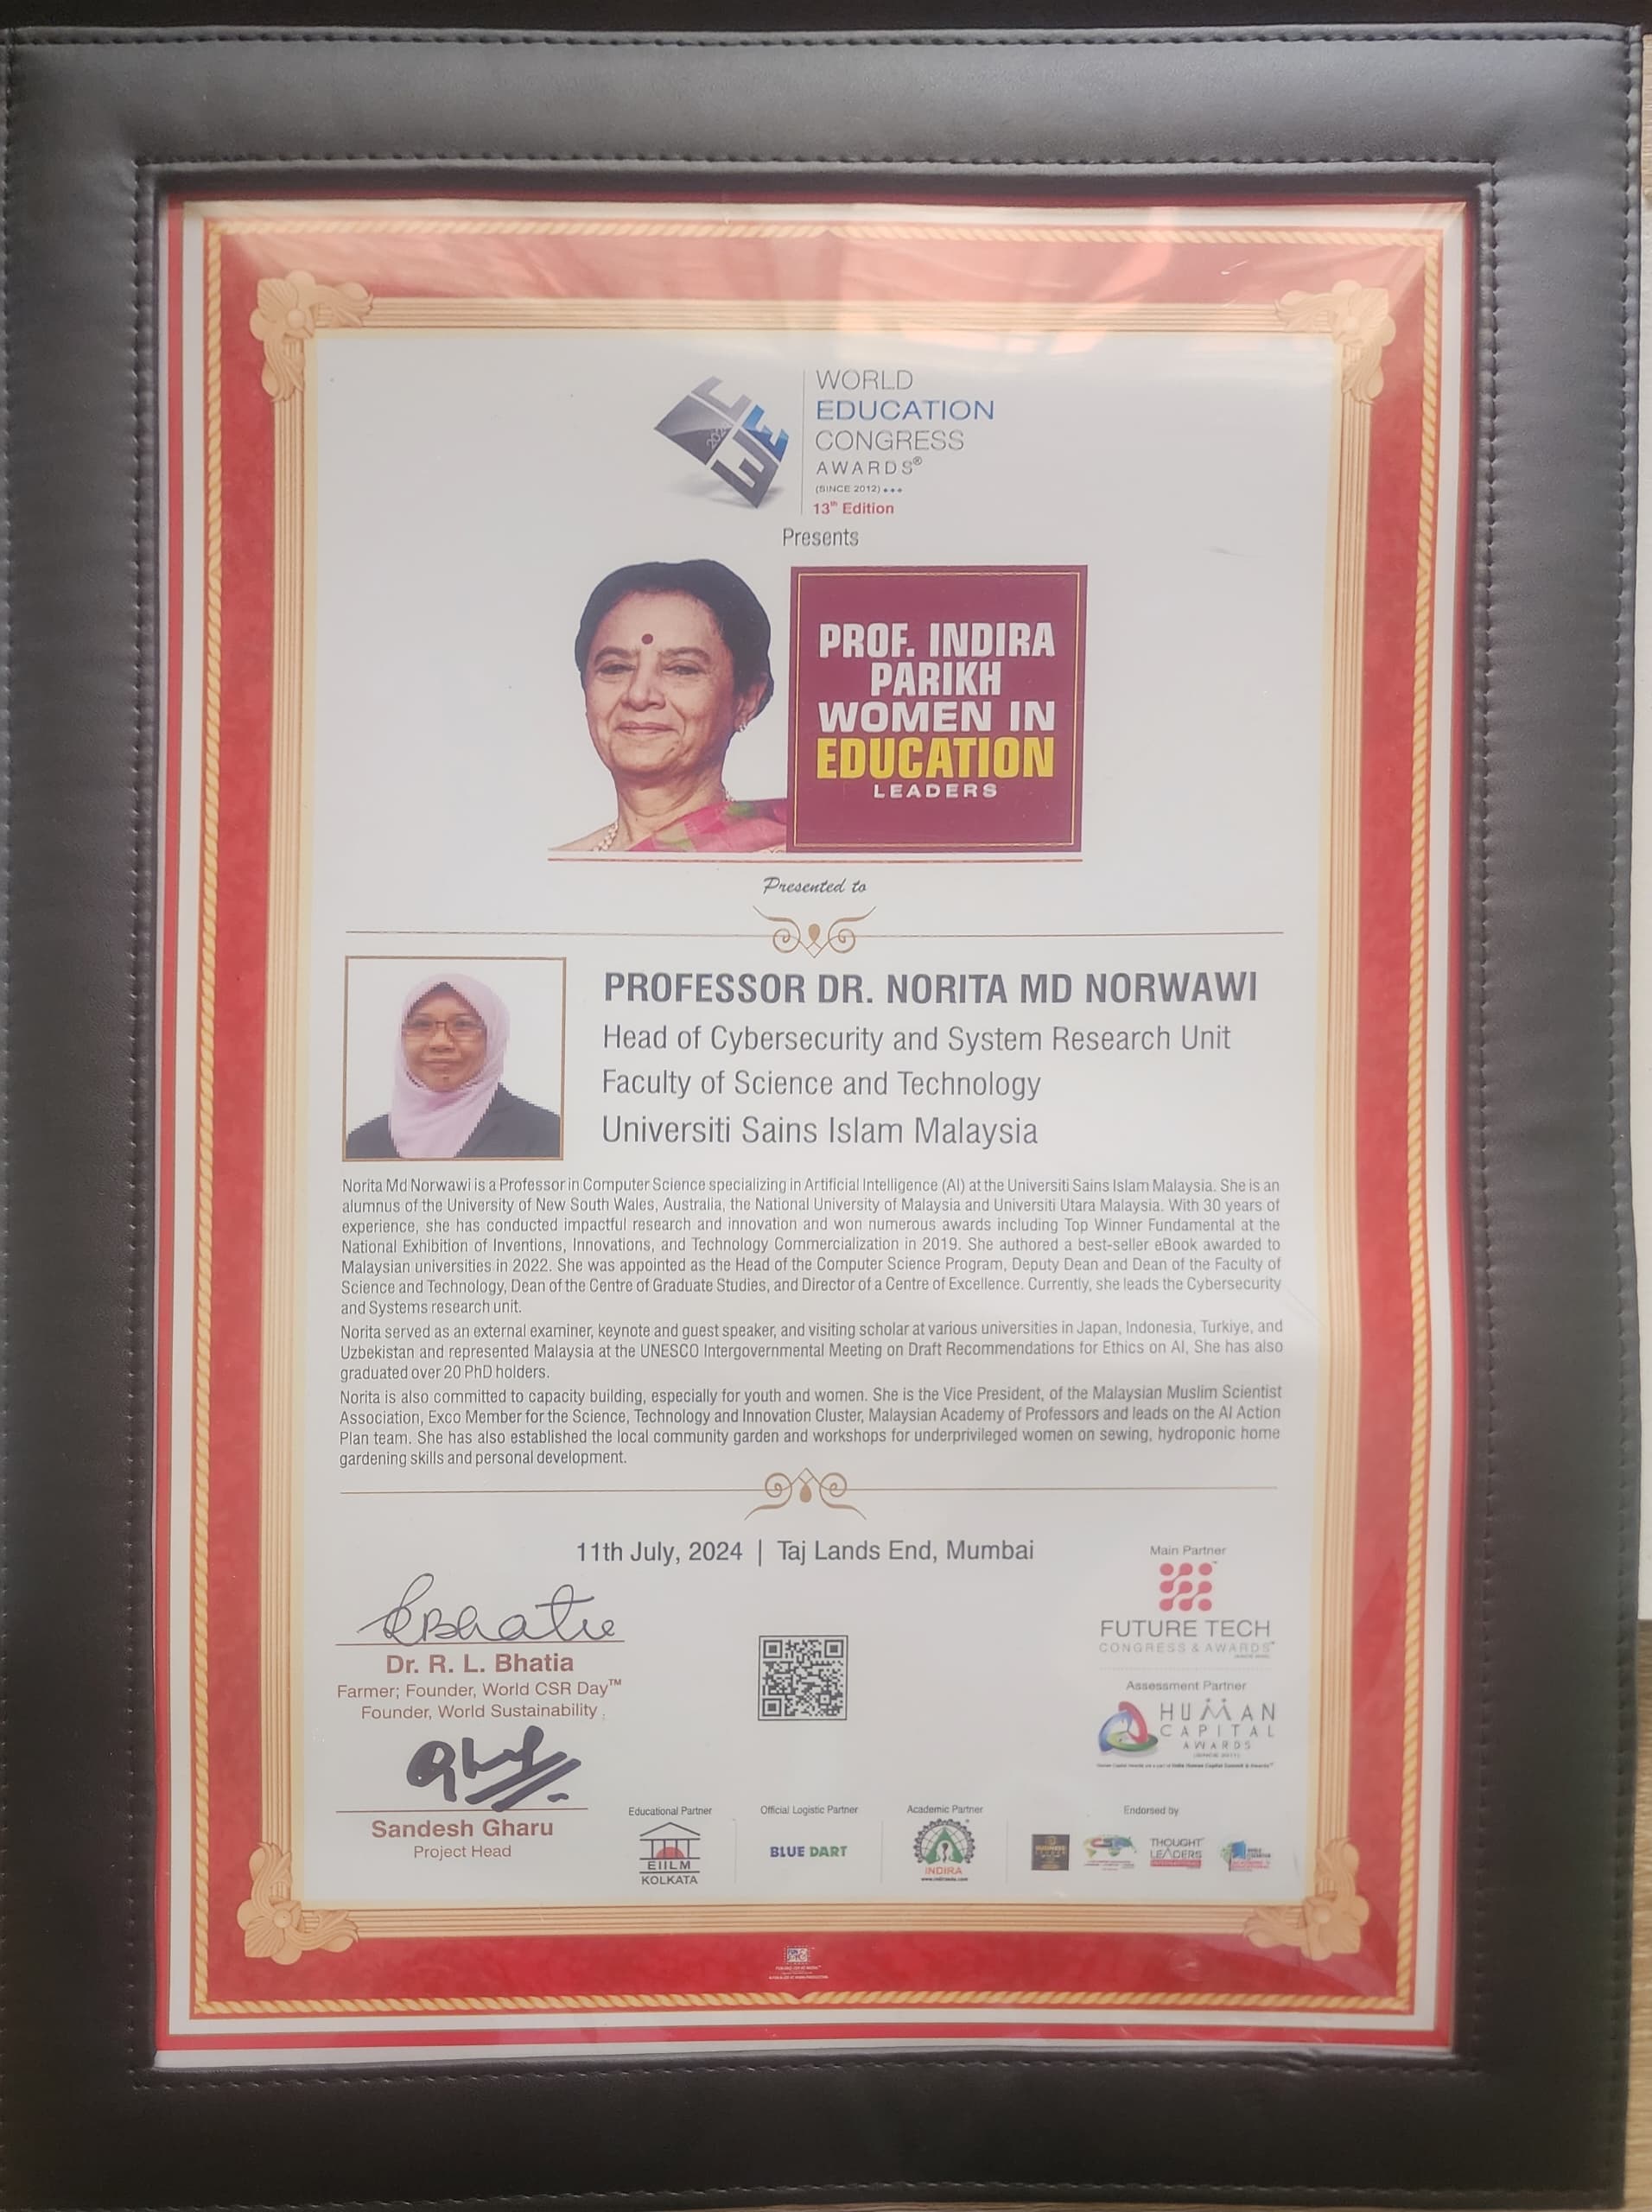 WORLD
EDUCATION
CONGRESS
AWARDS®
(SINCE 2012)
13th Edition
Presents
PROF. INDIRA
PARIKH
WOMEN IN
EDUCATION
LEADERS
Presented to
PROFESSOR DR. NORITA MD NORWAWI
Head of Cybersecurity and System Research Unit
Faculty of Science and Technology
Universiti Sains Islam Malaysia
Norita Md Norwawi is a Professor in Computer Science specializing in Artificial Intelligence (AI) at the Universiti Sains Islam Malaysia. She is an
alumnus of the University of New South Wales, Australia, the National University of Malaysia and Universiti Utara Malaysia. With 30 years of
experience, she has conducted impactful research and innovation and won numerous awards including Top Winner Fundamental at the
National Exhibition of Inventions, Innovations, and Technology Commercialization in 2019. She authored a best-seller eBook awarded to
Malaysian universities in 2022. She was appointed as the Head of the Computer Science Program, Deputy Dean and Dean of the Faculty of
Science and Technology, Dean of the Centre of Graduate Studies, and Director of a Centre of Excellence. Currently, she leads the Cybersecurity
and Systems research unit.
Norita served as an external examiner, keynote and guest speaker, and visiting scholar at various universities in Japan, Indonesia, Turkiye, and
Uzbekistan and represented Malaysia at the UNESCO Intergovernmental Meeting on Draft Recommendations for Ethics on AI, She has also
graduated over 20 PhD holders.
Norita is also committed to capacity building, especially for youth and women. She is the Vice President, of the Malaysian Muslim Scientist
Association, Exco Member for the Science, Technology and Innovation Cluster, Malaysian Academy of Professors and leads on the AI Action
Plan team. She has also established the local community garden and workshops for underprivileged women on sewing, hydroponic home
gardening skills and personal development.
11th July, 2024 | Taj Lands End, Mumbai
Dr. R. L. Bhatia
Farmer; Founder, World CSR Day™
Founder, World Sustainability
Sandesh Gharu
Project Head
Main Partner
FUTURE TECH
CONGRESS & AWARDS
Assessment Partner
HUMAN
CAPITAL
AWARDS
Educational Partner
EIILM
KOLKATA
Official Logistic Partner
BLUE DART
Academic Partner
INDIRA
Endorsed by
THOUGHT
LEADERS